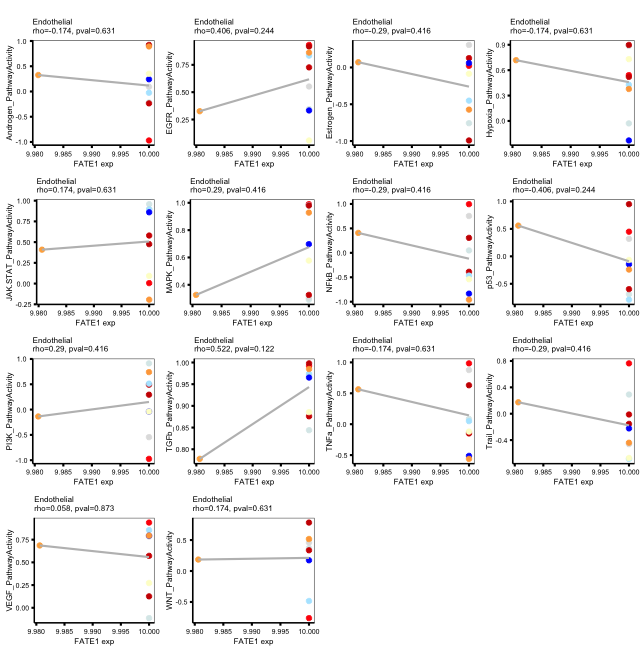 Endothelial
rho=-0.174, pval=0.631
Androgen_PathwayActivity
1.0
0.5
0.0
-0.5
-1.0
9.980
9.985
9.990
9.995
10.000
FATE1 exp
Endothelial
rho=0.406, pval=0.244
EGFR_PathwayActivity
0.75
0.50
0.25
9.980
9.985
9.990
9.995
10.000
FATE1 exp
Endothelial
rho=-0.29, pval=0.416
Estrogen_PathwayActivity
0.0
-0.5
-1.0
9.980
9.985
9.990
9.995
10.000
FATE1 exp
Endothelial
rho=-0.174, pval=0.631
Hypoxia_PathwayActivity
0.9
0.6
0.3
0.0
9.980
9.985
9.990
9.995
10.000
FATE1 exp
Endothelial
rho=0.174, pval=0.631
JAK.STAT_PathwayActivity
1.00
0.75
0.50
0.25
0.00
-0.25
9.980
9.985
9.990
9.995
10.000
FATE1 exp
Endothelial
rho=0.29, pval=0.416
MAPK_PathwayActivity
1.0
0.8
0.6
0.4
9.980
9.985
9.990
9.995
10.000
FATE1 exp
Endothelial
rho=-0.29, pval=0.416
NFkB_PathwayActivity
1.0
0.5
0.0
-0.5
-1.0
9.980
9.985
9.990
9.995
10.000
FATE1 exp
Endothelial
rho=-0.406, pval=0.244
p53_PathwayActivity
1.0
0.5
0.0
-0.5
9.980
9.985
9.990
9.995
10.000
FATE1 exp
Endothelial
rho=0.29, pval=0.416
PI3K_PathwayActivity
1.0
0.5
0.0
-0.5
-1.0
9.980
9.985
9.990
9.995
10.000
FATE1 exp
Endothelial
rho=0.522, pval=0.122
TGFb_PathwayActivity
1.00
0.95
0.90
0.85
0.80
9.980
9.985
9.990
9.995
10.000
FATE1 exp
Endothelial
rho=-0.174, pval=0.631
TNFa_PathwayActivity
1.0
0.5
0.0
-0.5
9.980
9.985
9.990
9.995
10.000
FATE1 exp
Endothelial
rho=-0.29, pval=0.416
Trail_PathwayActivity
0.8
0.4
0.0
-0.4
9.980
9.985
9.990
9.995
10.000
FATE1 exp
Endothelial
rho=0.058, pval=0.873
VEGF_PathwayActivity
0.75
0.50
0.25
0.00
9.980
9.985
9.990
9.995
10.000
FATE1 exp
Endothelial
rho=0.174, pval=0.631
WNT_PathwayActivity
0.5
0.0
-0.5
9.980
9.985
9.990
9.995
10.000
FATE1 exp